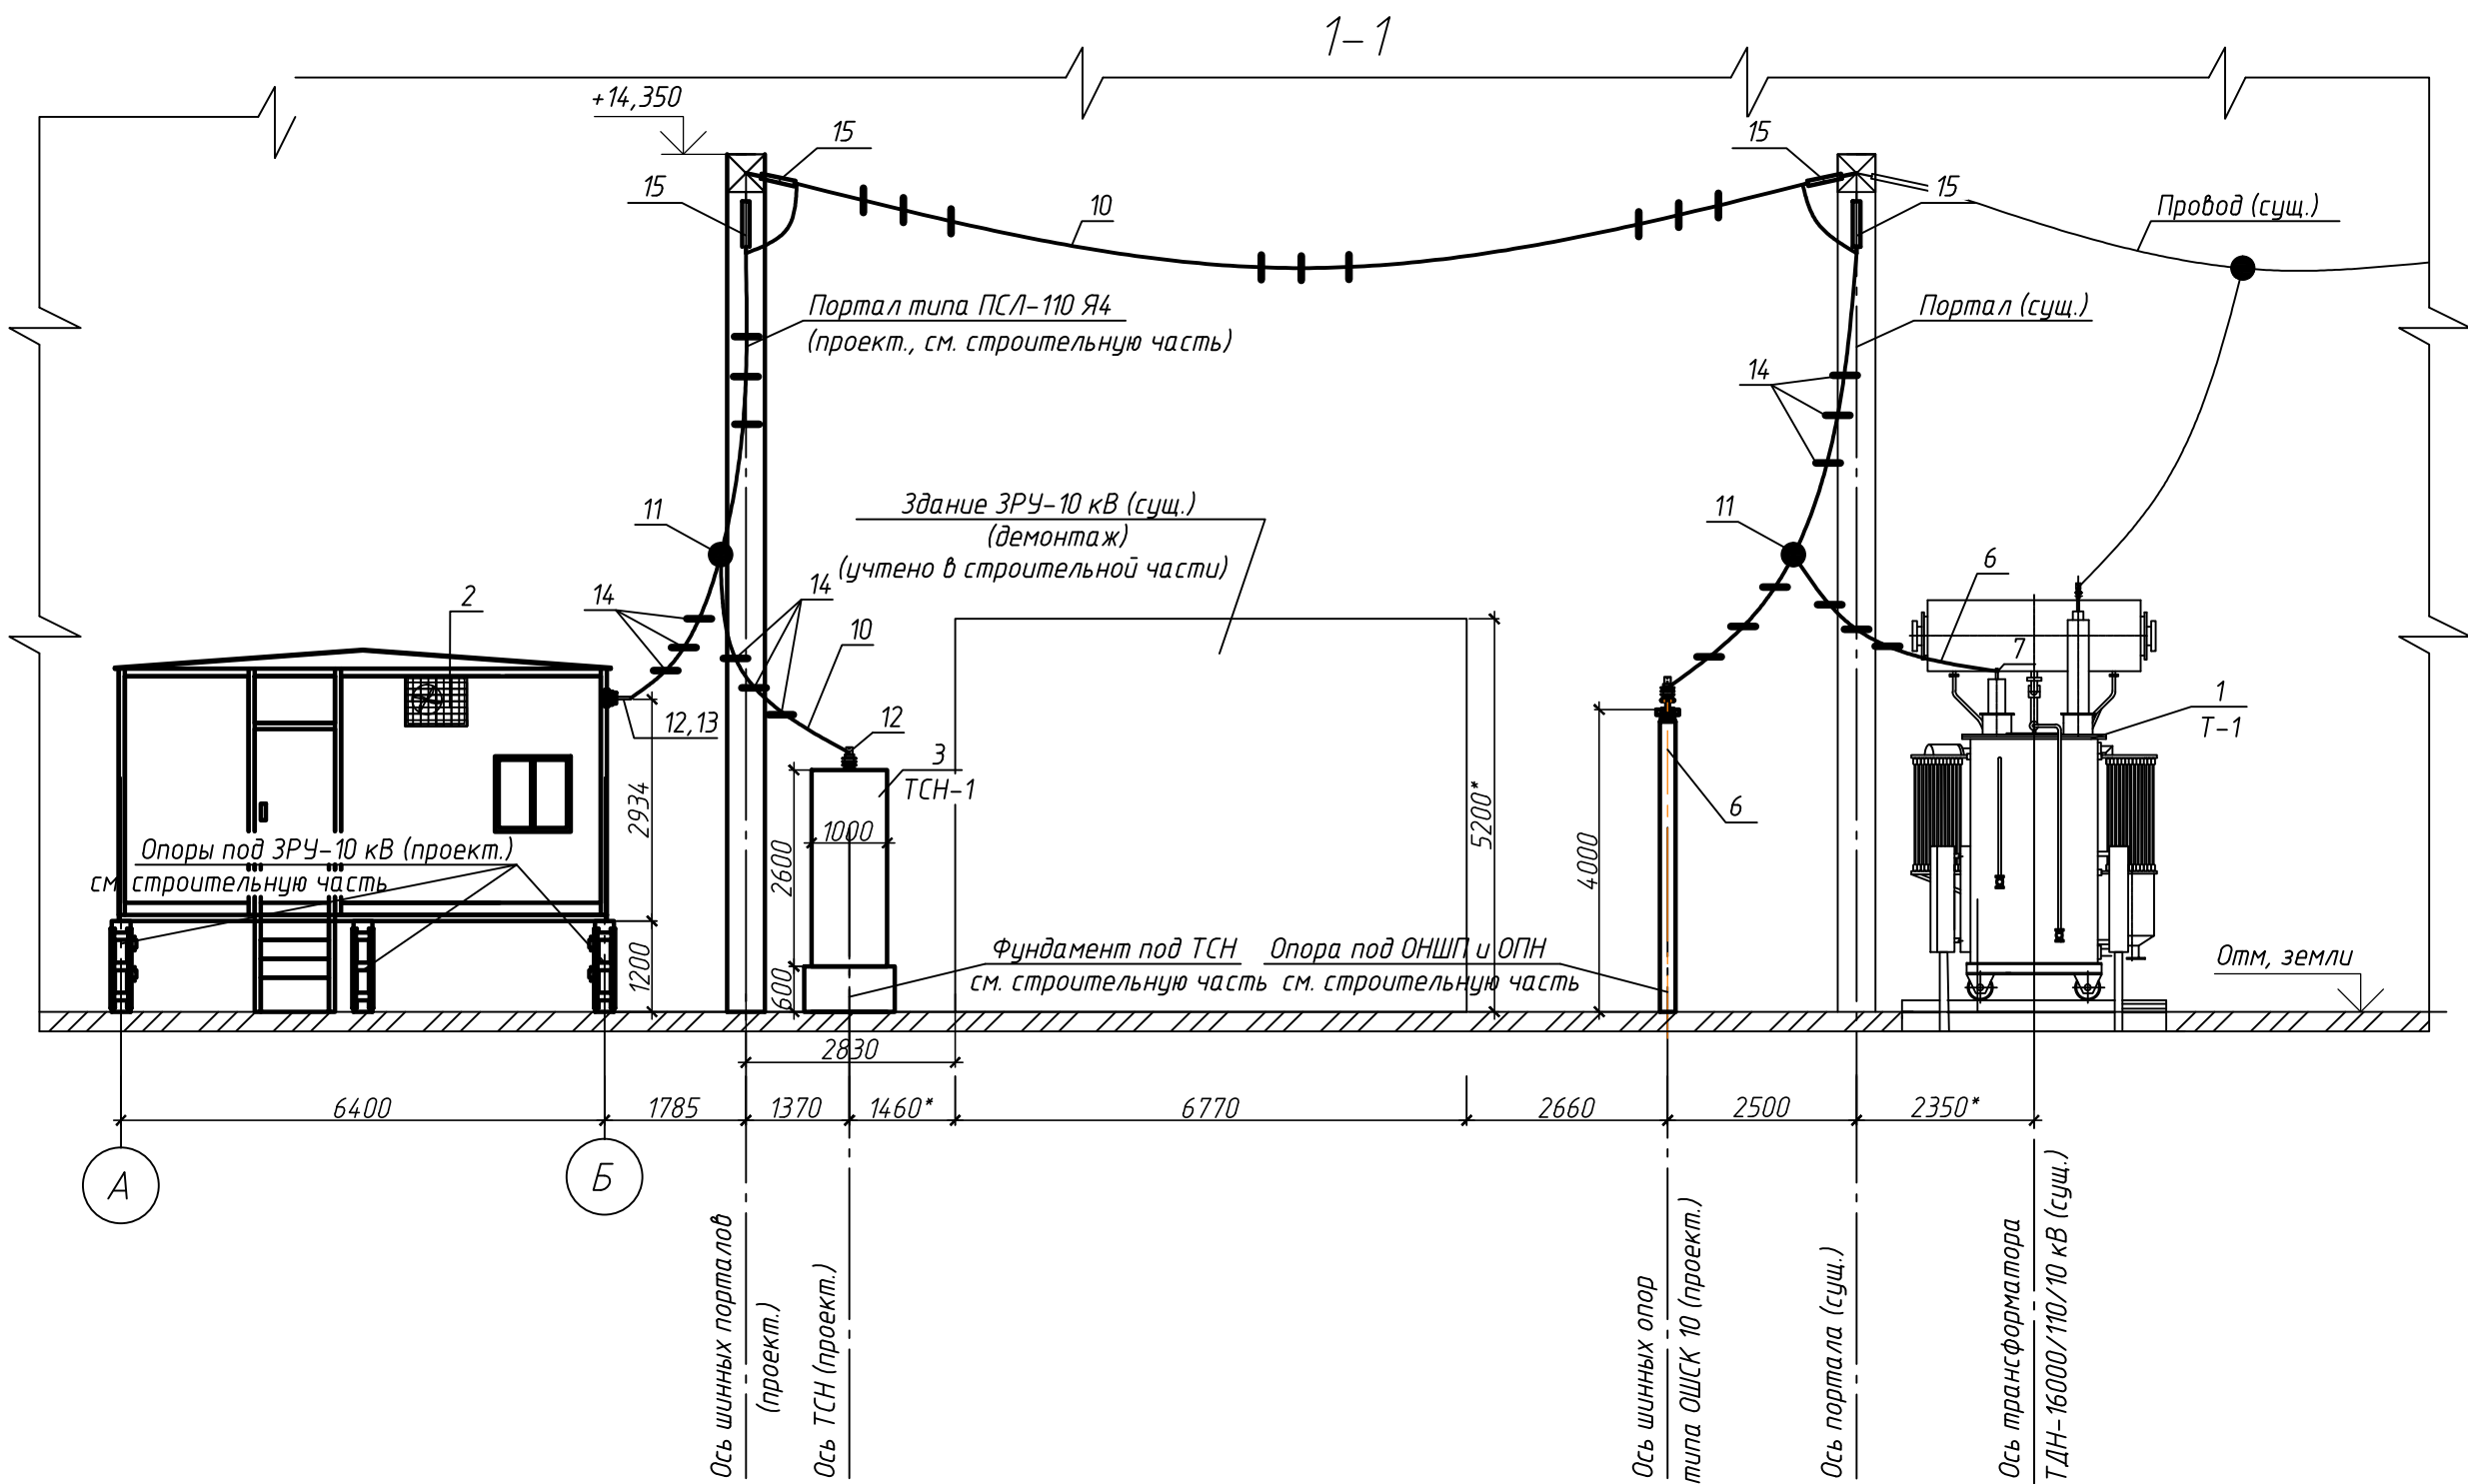 1-1
+14,350
15
15
15
15
10
Провод (сущ.)
Портал типа ПСЛ-110 Я4
(проект., см. строительную часть)
Портал (сущ.)
14
11
Здание ЗРУ-10 кВ (сущ.)
(демонтаж)
(учтено в строительной части)
11
6
2
14
14
10
7
12,13
12
1
Т-1
3
ТСН-1
2934
5200*
1000
2600
4000
6
Опоры под ЗРУ-10 кВ (проект.)
см. строительную часть
1200
600
Фундамент под ТСН
см. строительную часть
Опора под ОНШП и ОПН
см. строительную часть
Отм, земли
2830
6400
1785
1370
1460*
6770
2660
2500
2350*
А
Б
Ось шинных порталов
(проект.)
Ось ТСН (проект.)
Ось шинных опор
типа ОШСК 10 (проект.)
Ось портала (сущ.)
Ось трансформатора
ТДН-16000/110/10 кВ (сущ.)